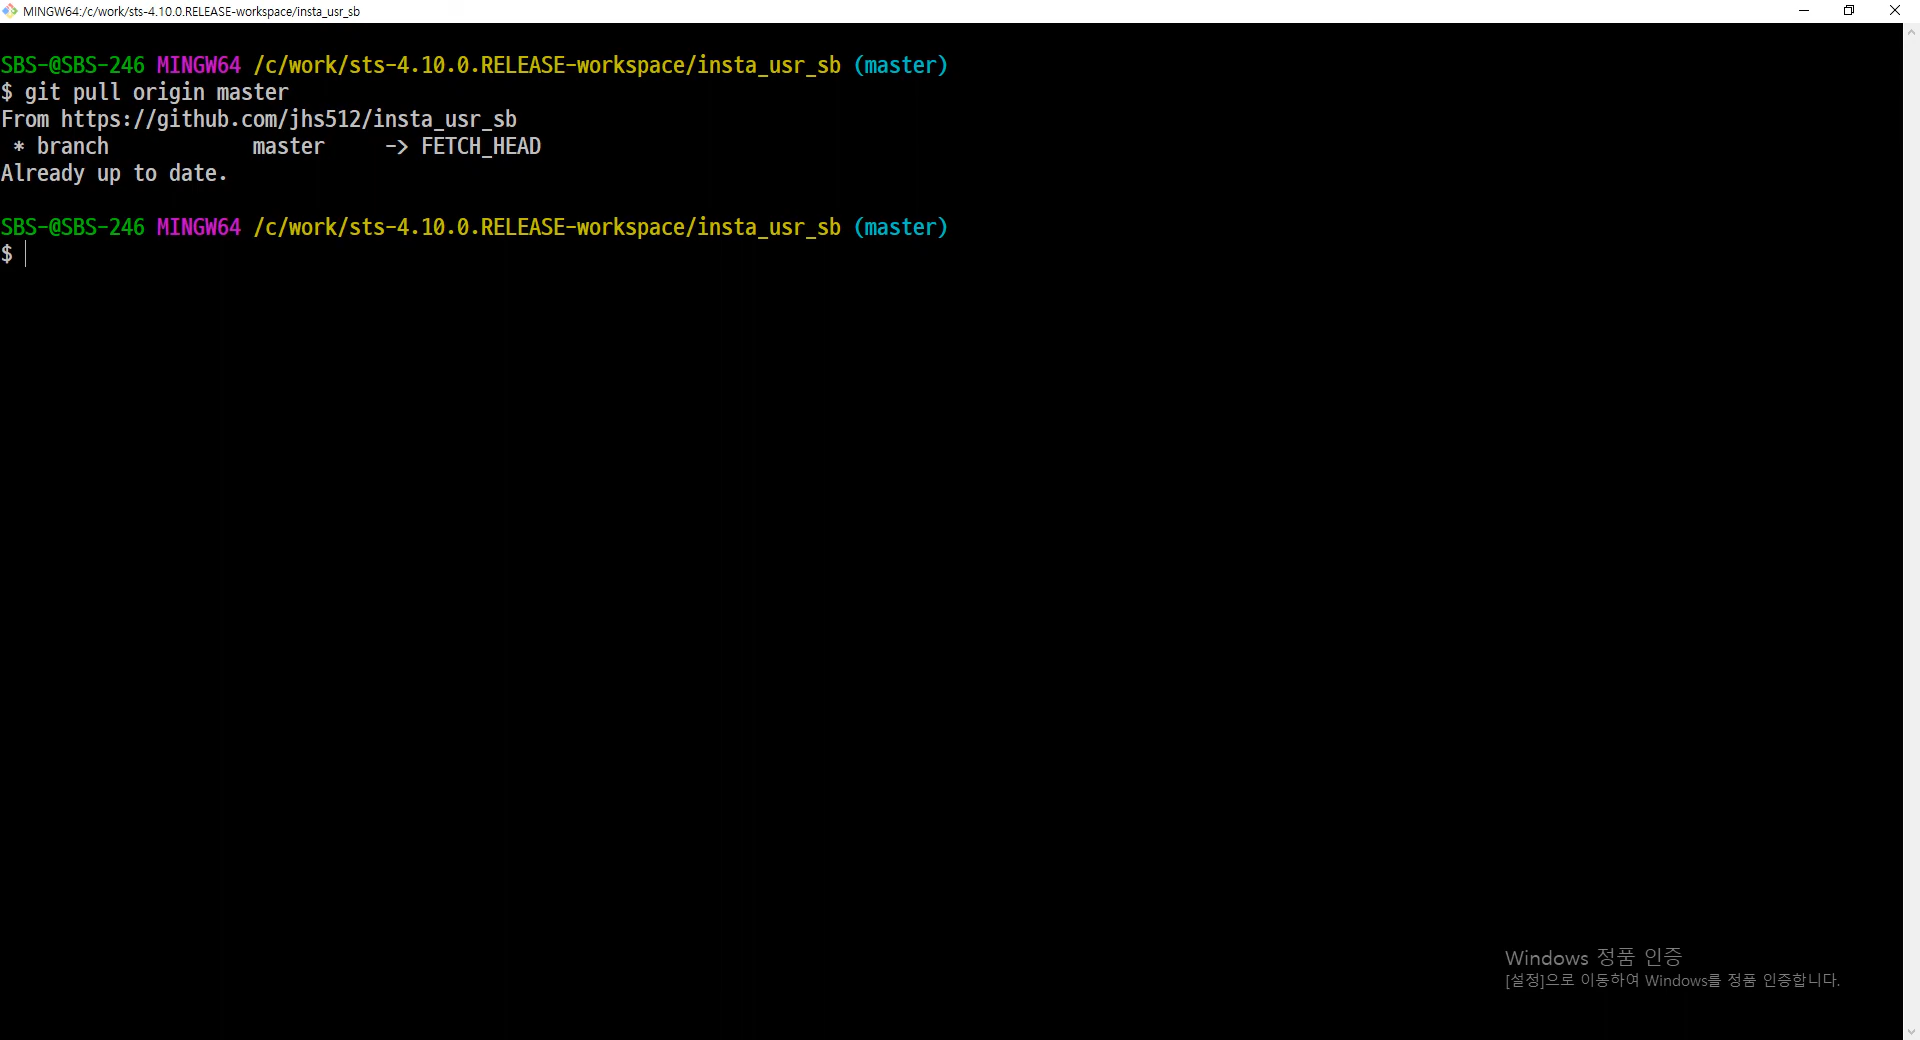 MINGW64:/c/work/sts-4.10.0.RELEASE-workspace/insta_usr_sb
SBS-@SBS-246 MINGW64 /c/work/sts-4.10.0.RELEASE-workspace/insta_usr_sb (master)
$ git pull origin master
From https://github.com/jhs512/insta_usr_sb
 * branch            master     -> FETCH_HEAD
Already up to date.
SBS-@SBS-246 MINGW64 /c/work/sts-4.10.0.RELEASE-workspace/insta_usr_sb (master)
$
Windows 정품 인증
[설정]으로 이동하여 Windows를 정품 인증합니다.